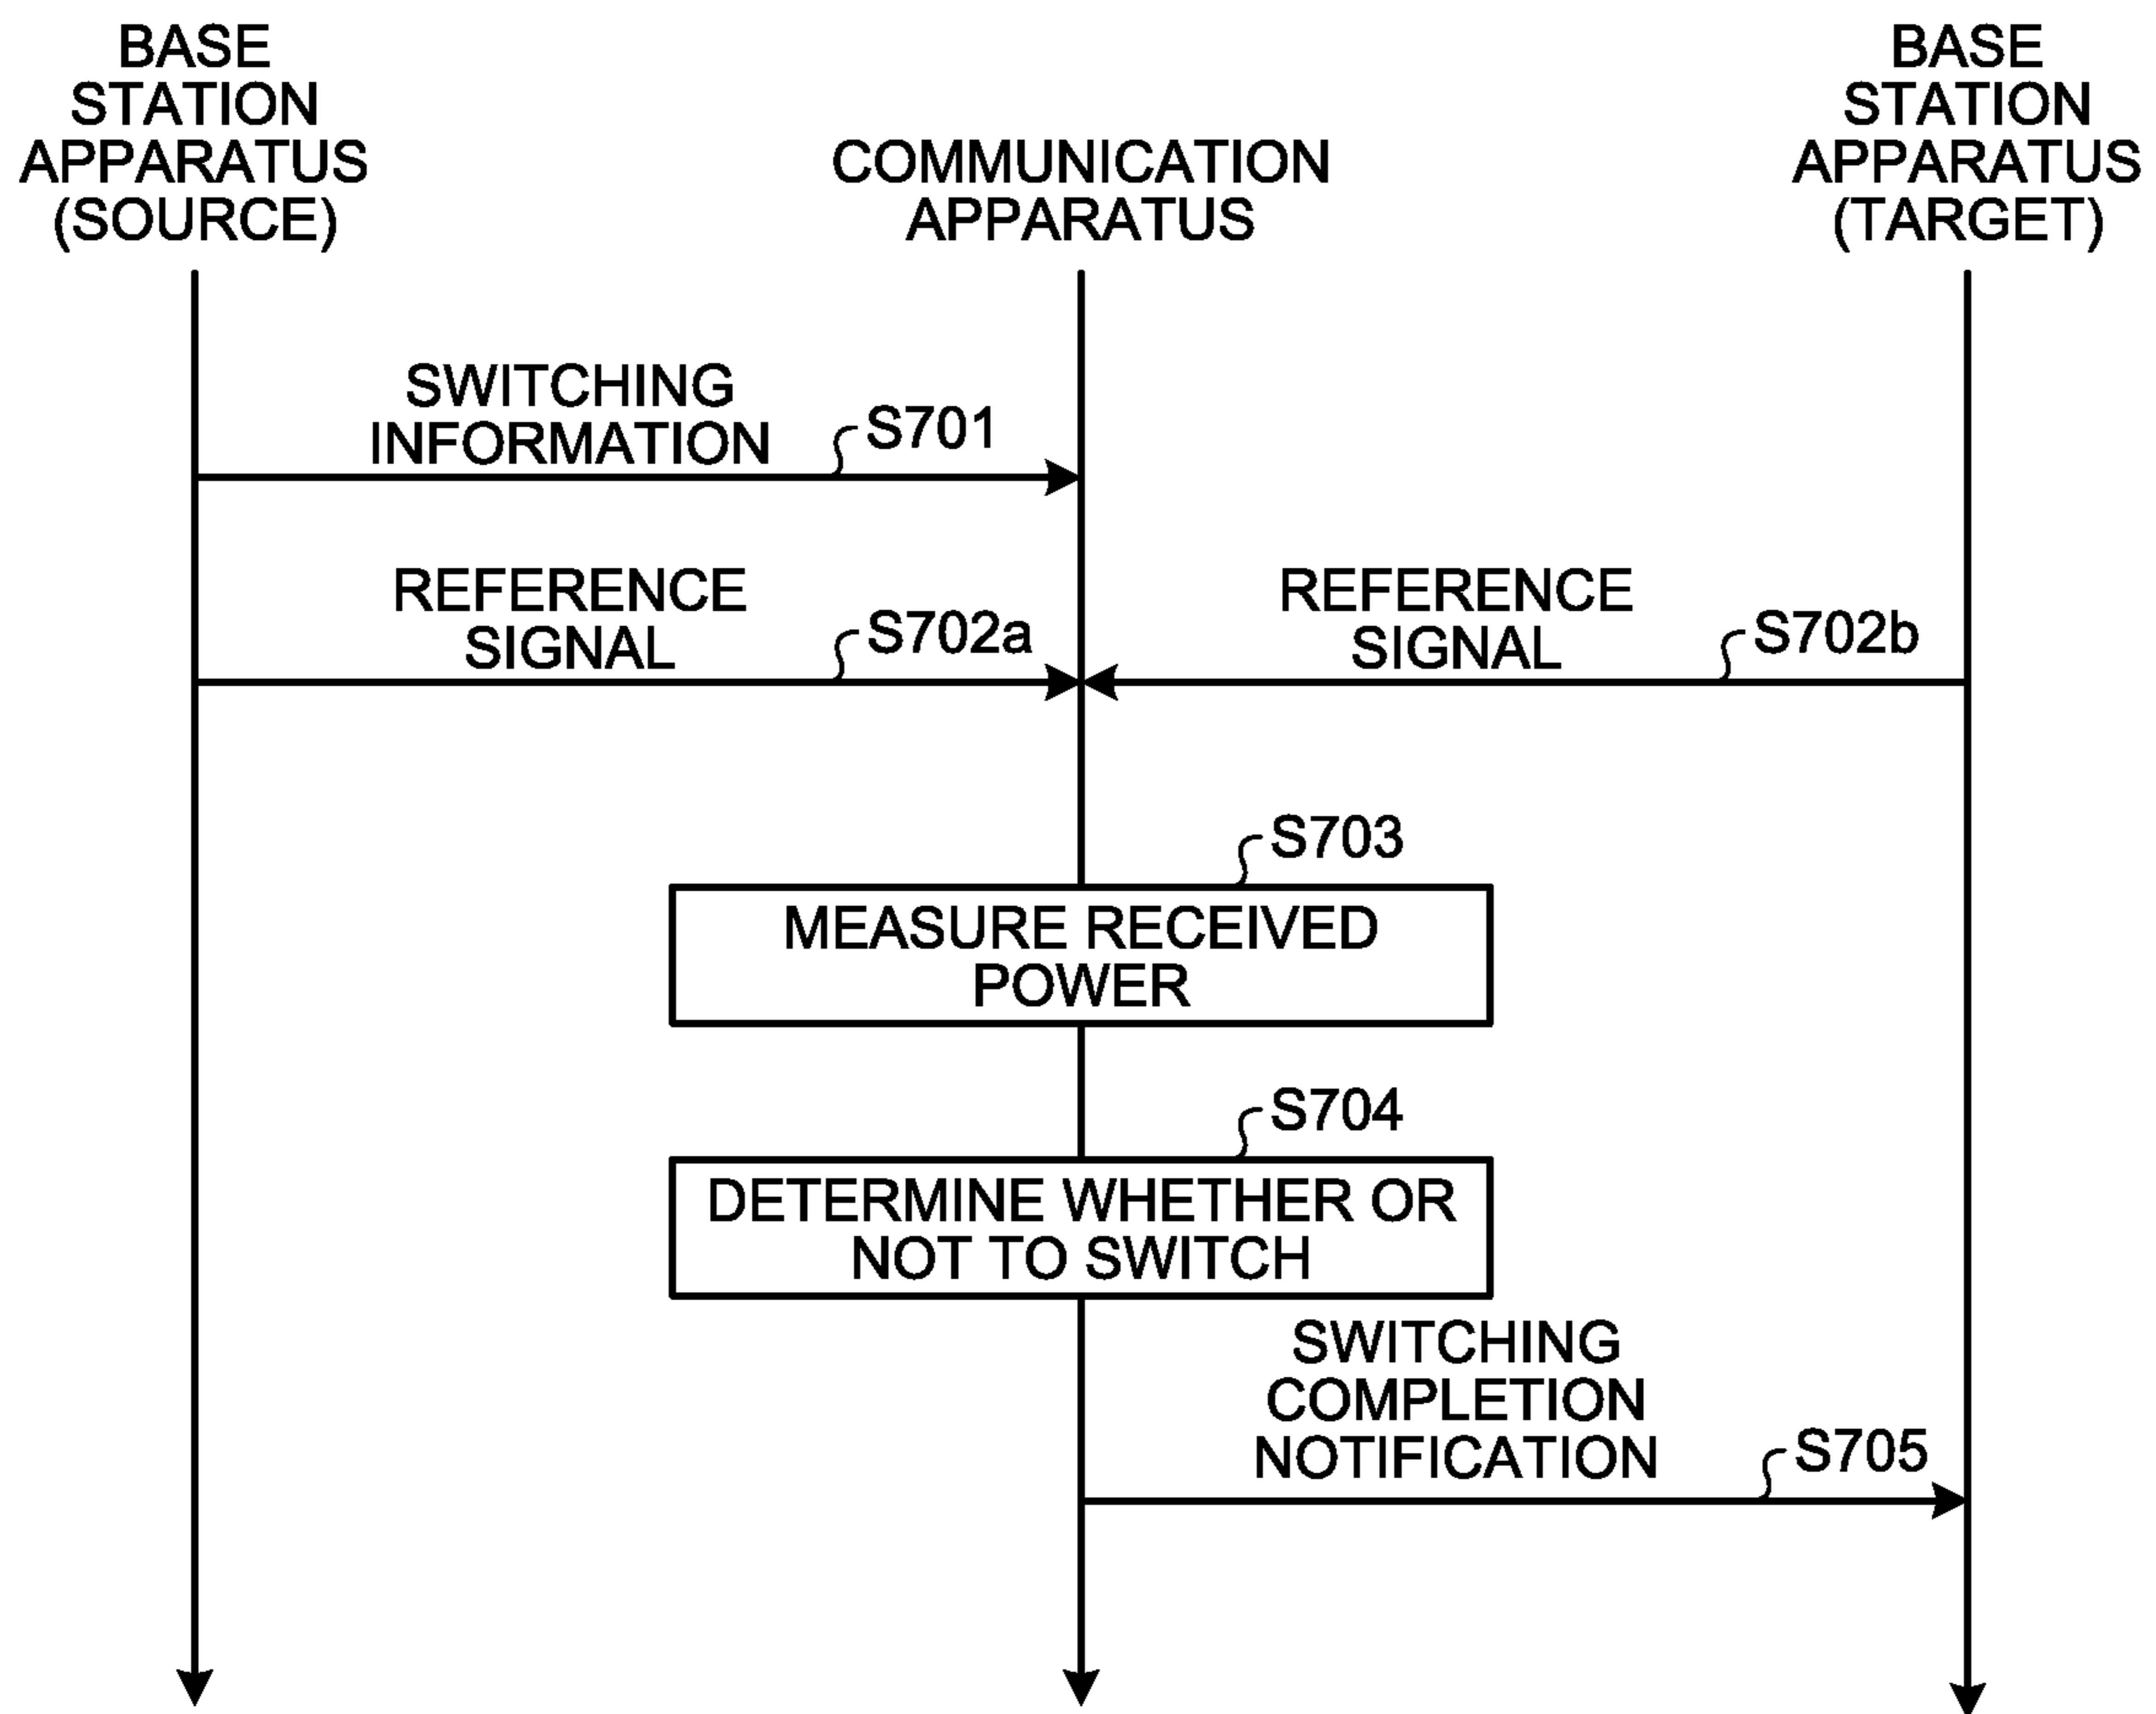 BASE
STATION
APPARATUS
(SOURCE)
COMMUNICATION
APPARATUS
BASE
STATION
APPARATUS
(TARGET)
SWITCHING
INFORMATION
S701
REFERENCE
SIGNAL
S702a
REFERENCE
SIGNAL
S702b
S703
MEASURE RECEIVED
POWER
S704
DETERMINE WHETHER OR
NOT TO SWITCH
SWITCHING
COMPLETION
NOTIFICATION
S705